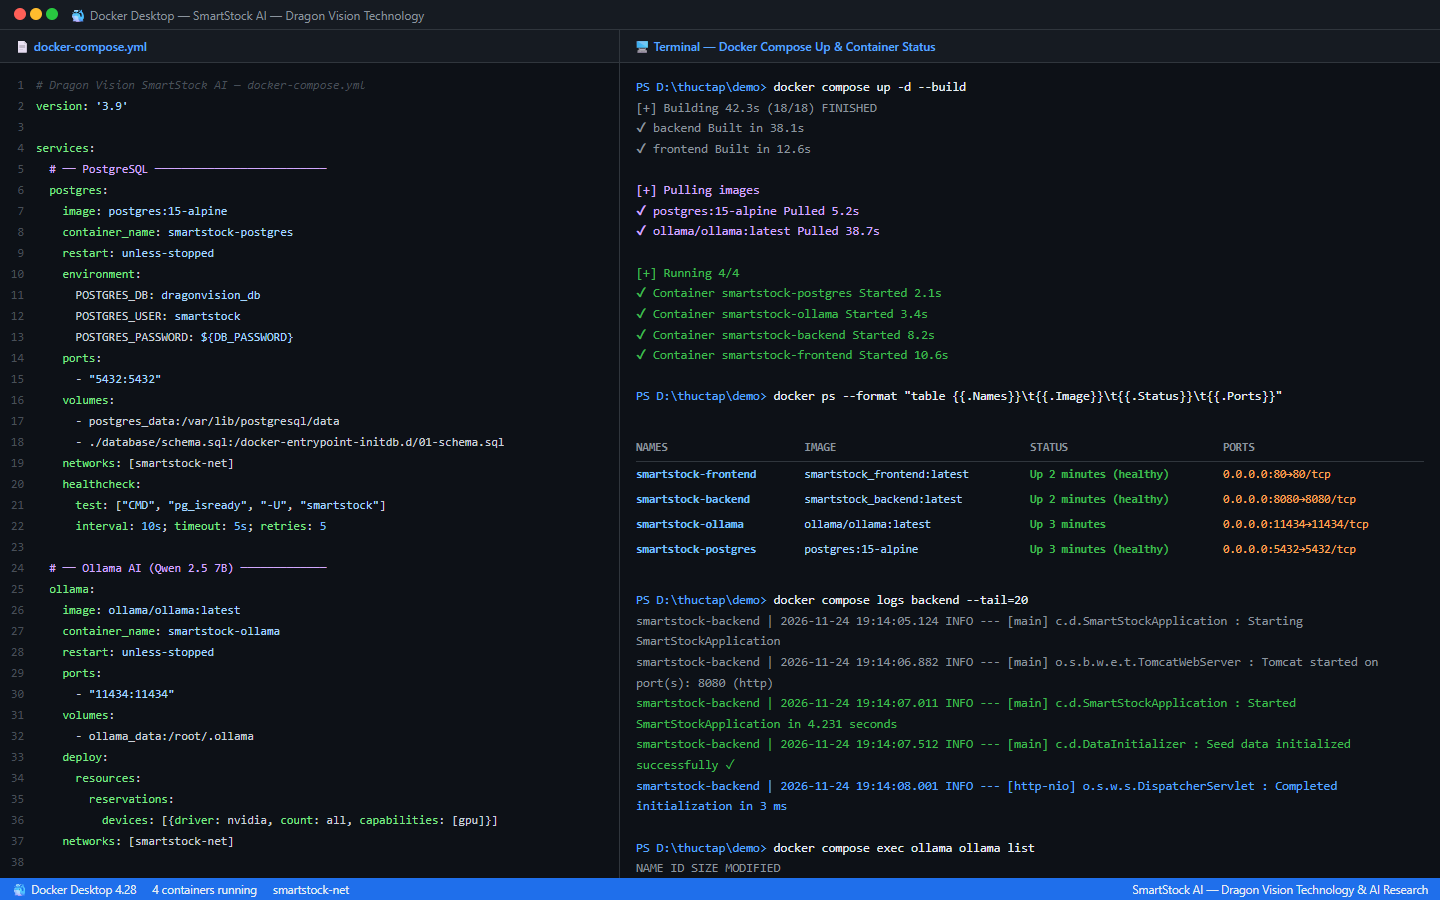 Docker Desktop — SmartStock AI — Dragon Vision Technology
docker-compose.yml
1 # Dragon Vision SmartStock AI — docker-compose.yml
2 version: '3.9'
3
4 services:
5 # ── PostgreSQL ──────────────────────────
6 postgres:
7 image: postgres:15-alpine
8 container_name: smartstock-postgres
9 restart: unless-stopped
10 environment:
11 POSTGRES_DB: dragonvision_db
12 POSTGRES_USER: smartstock
13 POSTGRES_PASSWORD: ${DB_PASSWORD}
14 ports:
15 - "5432:5432"
16 volumes:
17 - postgres_data:/var/lib/postgresql/data
18 - ./database/schema.sql:/docker-entrypoint-initdb.d/01-schema.sql
19 networks: [smartstock-net]
20 healthcheck:
21 test: ["CMD", "pg_isready", "-U", "smartstock"]
22 interval: 10s; timeout: 5s; retries: 5
23
24 # ── Ollama AI (Qwen 2.5 7B) ─────────────
25 ollama:
26 image: ollama/ollama:latest
27 container_name: smartstock-ollama
28 restart: unless-stopped
29 ports:
30 - "11434:11434"
31 volumes:
32 - ollama_data:/root/.ollama
33 deploy:
34 resources:
35 reservations:
36 devices: [{driver: nvidia, count: all, capabilities: [gpu]}]
37 networks: [smartstock-net]
38
Terminal — Docker Compose Up & Container Status
PS D:\thuctap\demo> docker compose up -d --build
[+] Building 42.3s (18/18) FINISHED
✓ backend Built in 38.1s
✓ frontend Built in 12.6s
[+] Pulling images
✓ postgres:15-alpine Pulled 5.2s
✓ ollama/ollama:latest Pulled 38.7s
[+] Running 4/4
✓ Container smartstock-postgres Started 2.1s
✓ Container smartstock-ollama Started 3.4s
✓ Container smartstock-backend Started 8.2s
✓ Container smartstock-frontend Started 10.6s
PS D:\thuctap\demo> docker ps --format "table {{.Names}}\t{{.Image}}\t{{.Status}}\t{{.Ports}}"
NAMES IMAGE STATUS PORTS
smartstock-frontend smartstock_frontend:latest Up 2 minutes (healthy) 0.0.0.0:80→80/tcp
smartstock-backend smartstock_backend:latest Up 2 minutes (healthy) 0.0.0.0:8080→8080/tcp
smartstock-ollama ollama/ollama:latest Up 3 minutes 0.0.0.0:11434→11434/tcp
smartstock-postgres postgres:15-alpine Up 3 minutes (healthy) 0.0.0.0:5432→5432/tcp
PS D:\thuctap\demo> docker compose logs backend --tail=20
smartstock-backend | 2026-11-24 19:14:05.124 INFO --- [main] c.d.SmartStockApplication : Starting
SmartStockApplication
smartstock-backend | 2026-11-24 19:14:06.882 INFO --- [main] o.s.b.w.e.t.TomcatWebServer : Tomcat started on
port(s): 8080 (http)
smartstock-backend | 2026-11-24 19:14:07.011 INFO --- [main] c.d.SmartStockApplication : Started
SmartStockApplication in 4.231 seconds
smartstock-backend | 2026-11-24 19:14:07.512 INFO --- [main] c.d.DataInitializer : Seed data initialized
successfully ✓
smartstock-backend | 2026-11-24 19:14:08.001 INFO --- [http-nio] o.s.w.s.DispatcherServlet : Completed
initialization in 3 ms
PS D:\thuctap\demo> docker compose exec ollama ollama list
NAME ID SIZE MODIFIED
Docker Desktop 4.28 4 containers running smartstock-net
SmartStock AI — Dragon Vision Technology & AI Research